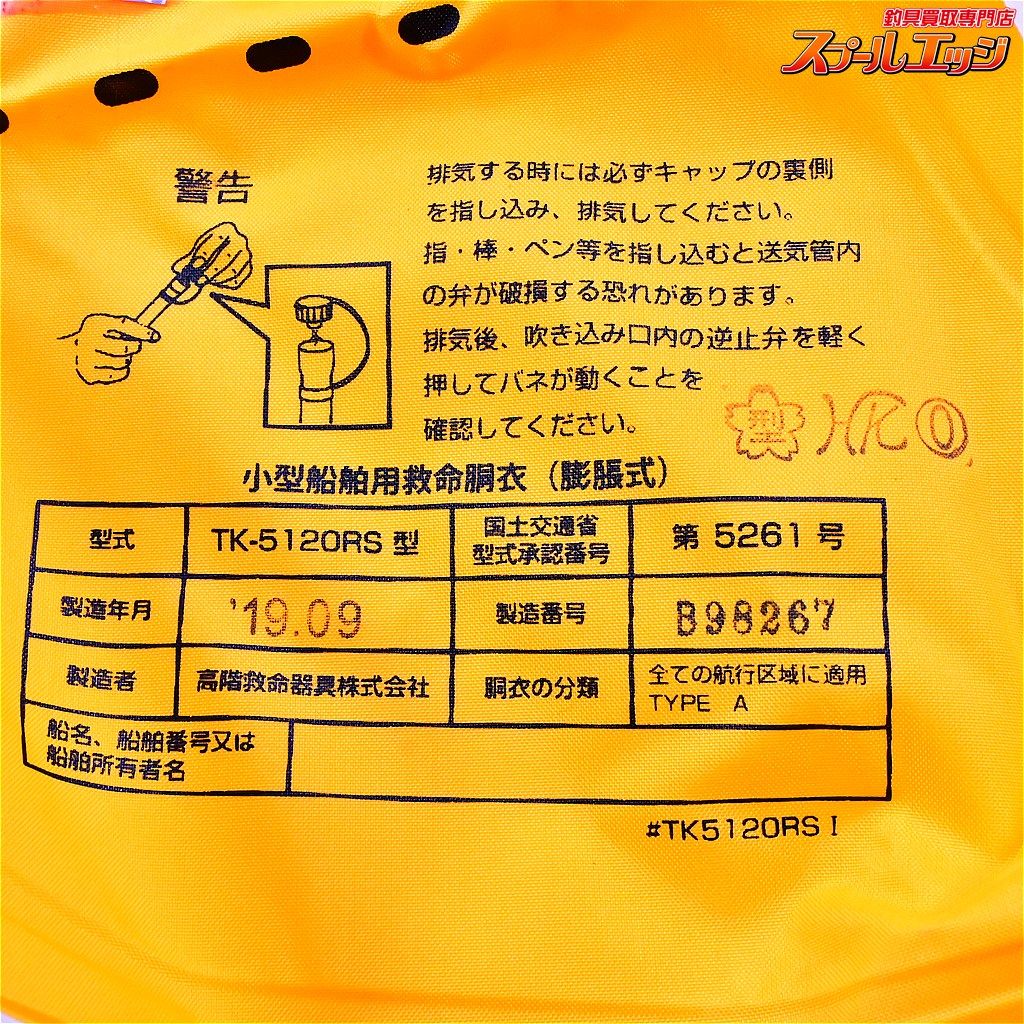 釣具買取専門店
スプールエッジ
警告
排気する時には必ずキャップの裏側
を指し込み、排気してください。
指・棒・ペン等を指し込むと送気管内
の弁が破損する恐れがあります。
排気後、吹き込み口内の逆止弁を軽く
押してバネが動くことを
確認してください。
型 HK 0
小型船舶用救命胴衣（膨脹式）
型式 TK-5120RS 型 国土交通省型式承認番号 第 5261 号
製造年月 '19.09 製造番号 B98267
製造者 高階救命器具株式会社 胴衣の分類 全ての航行区域に適用
TYPE A
船名、船舶番号又は
船舶所有者名
#TK5120RS I